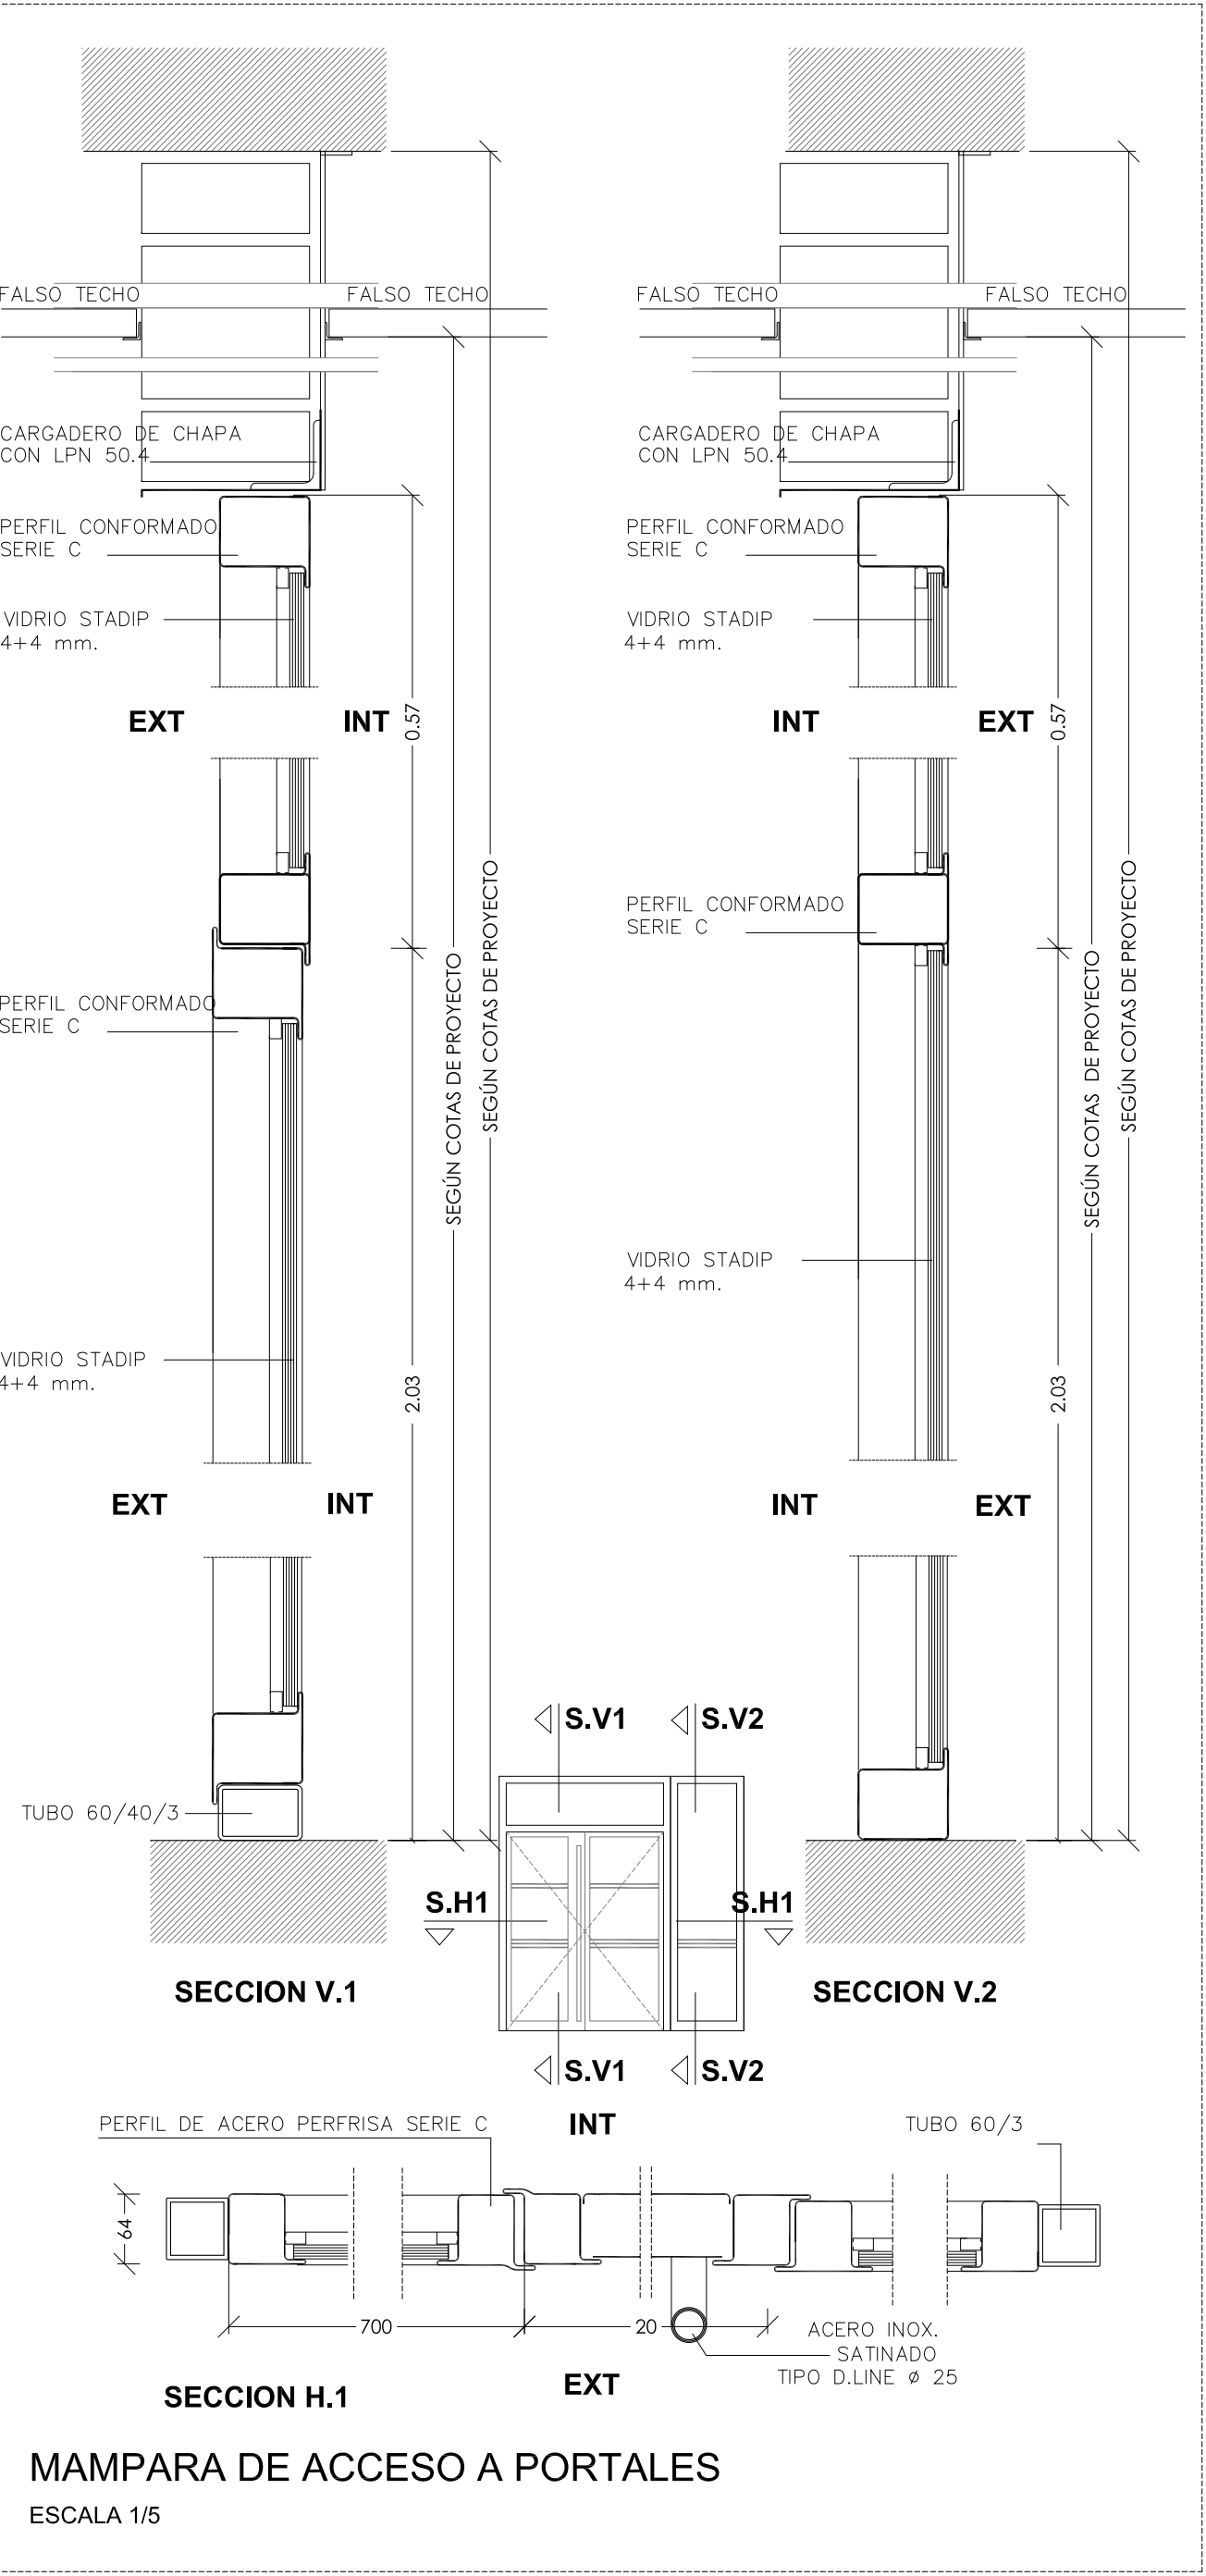 FALSO TECHO
FALSO TECHO
CARGADERO DE CHAPA
CON LPN 50.4
PERFIL CONFORMADO
SERIE C
VIDRIO STADIP
4+4 mm.
EXT
INT
0.57
PERFIL CONFORMADO
SERIE C
SEGÚN COTAS DE PROYECTO
SEGÚN COTAS DE PROYECTO
VIDRIO STADIP
4+4 mm.
2.03
EXT
INT
TUBO 60/40/3
SECCION V.1
FALSO TECHO
FALSO TECHO
CARGADERO DE CHAPA
CON LPN 50.4
PERFIL CONFORMADO
SERIE C
VIDRIO STADIP
4+4 mm.
INT
EXT
0.57
PERFIL CONFORMADO
SERIE C
SEGÚN COTAS DE PROYECTO
SEGÚN COTAS DE PROYECTO
VIDRIO STADIP
4+4 mm.
2.03
INT
EXT
SECCION V.2
S.V1
S.V2
S.H1
S.H1
S.V1
S.V2
INT
PERFIL DE ACERO PERFRISA SERIE C
TUBO 60/3
64
700
20
ACERO INOX.
SATINADO
TIPO D.LINE ø 25
EXT
SECCION H.1
MAMPARA DE ACCESO A PORTALES
ESCALA 1/5